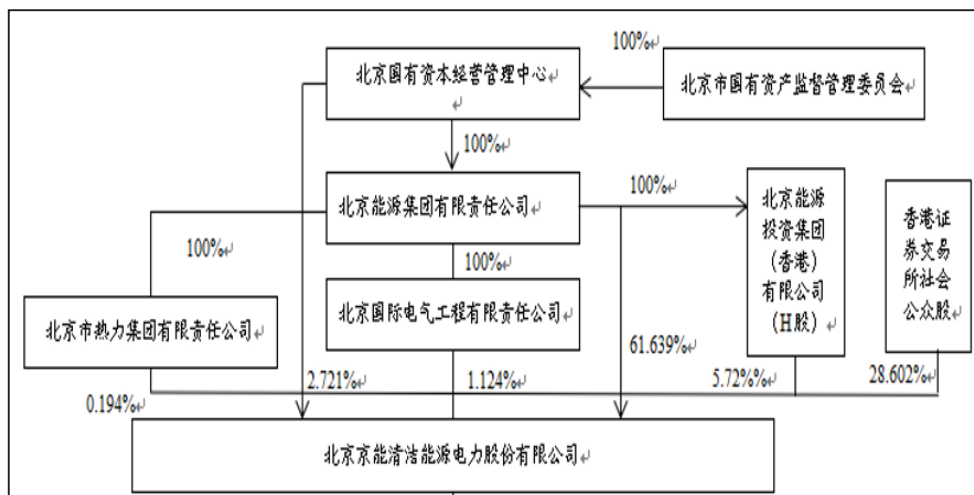 100%↵
北京国有资本经营管理中心↵
↵
北京市国有资产监督管理委员会↵
100%↵
北京能源集团有限责任公司↵
100%↵
北京能源
投资集团
（香港）
有限公司
（H股）↵
香港证
券交易
所社会
公众股↵
100%↵
100%↵
北京市热力集团有限责任公司↵
北京国际电气工程有限责任公司↵
61.639%↵
0.194%↵
2.721%↵
1.124%↵
5.72%%↵
28.602%↵
北京京能清洁能源电力股份有限公司↵